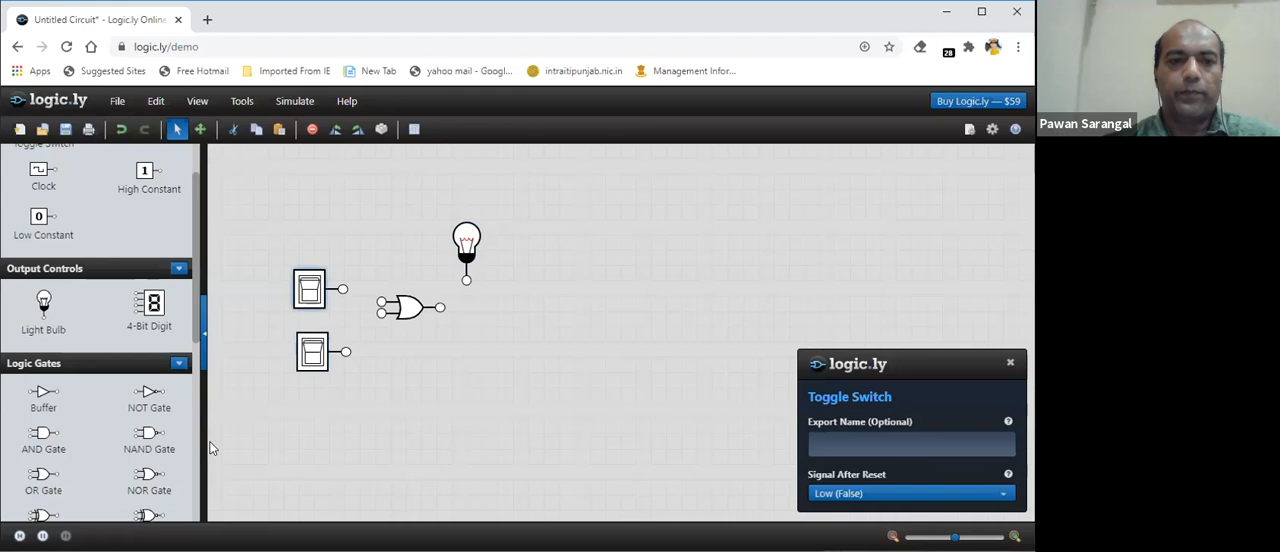 Untitled Circuit* - Logic.ly Online
logic.ly/demo
28
Apps Suggested Sites Free Hotmail Imported From IE New Tab yahoo mail - Googl... intraitipunjab.nic.in Management Infor...
logic.ly File Edit View Tools Simulate Help Buy Logic.ly — $59
Pawan Sarangal
Toggle Switch
1
Clock High Constant
0
Low Constant
Output Controls
8
Light Bulb 4-Bit Digit
Logic Gates
Buffer NOT Gate
AND Gate NAND Gate
OR Gate NOR Gate
logic.ly
Toggle Switch
Export Name (Optional)
Signal After Reset
Low (False)